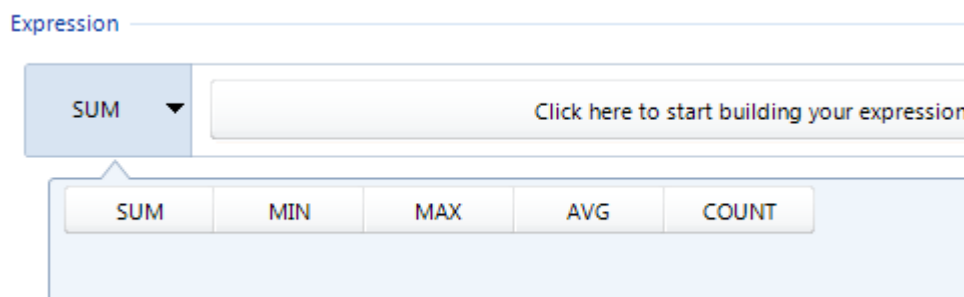 Expression
SUM Click here to start building your expression
SUM MIN MAX AVG COUNT